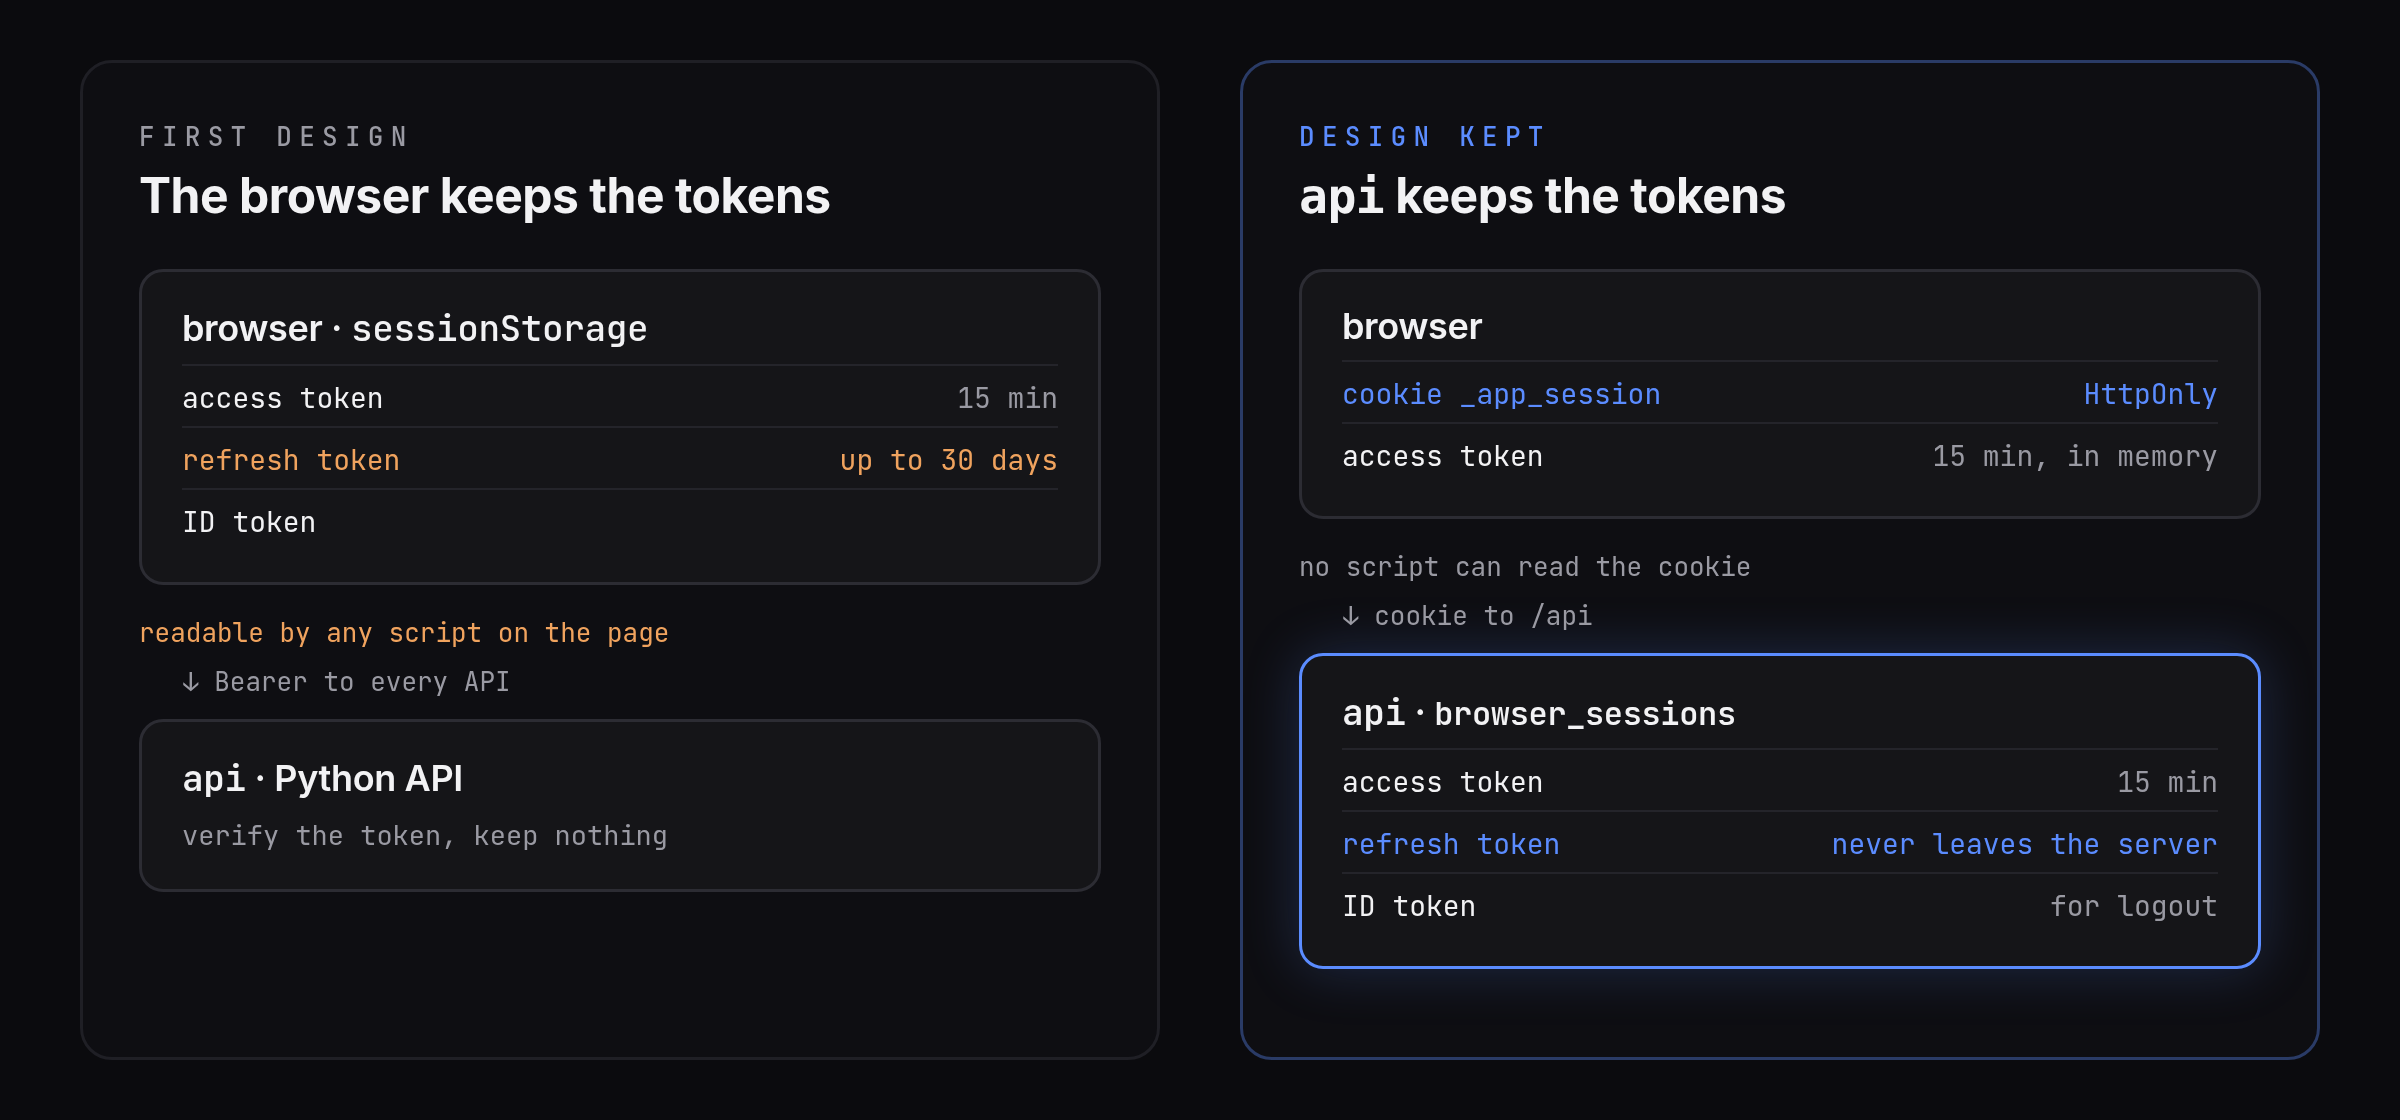 FIRST DESIGN
The browser keeps the tokens
browser · sessionStorage
access token 15 min
refresh token up to 30 days
ID token
readable by any script on the page
↓ Bearer to every API
api · Python API
verify the token, keep nothing
DESIGN KEPT
api keeps the tokens
browser
cookie _app_session HttpOnly
access token 15 min, in memory
no script can read the cookie
↓ cookie to /api
api · browser_sessions
access token 15 min
refresh token never leaves the server
ID token for logout